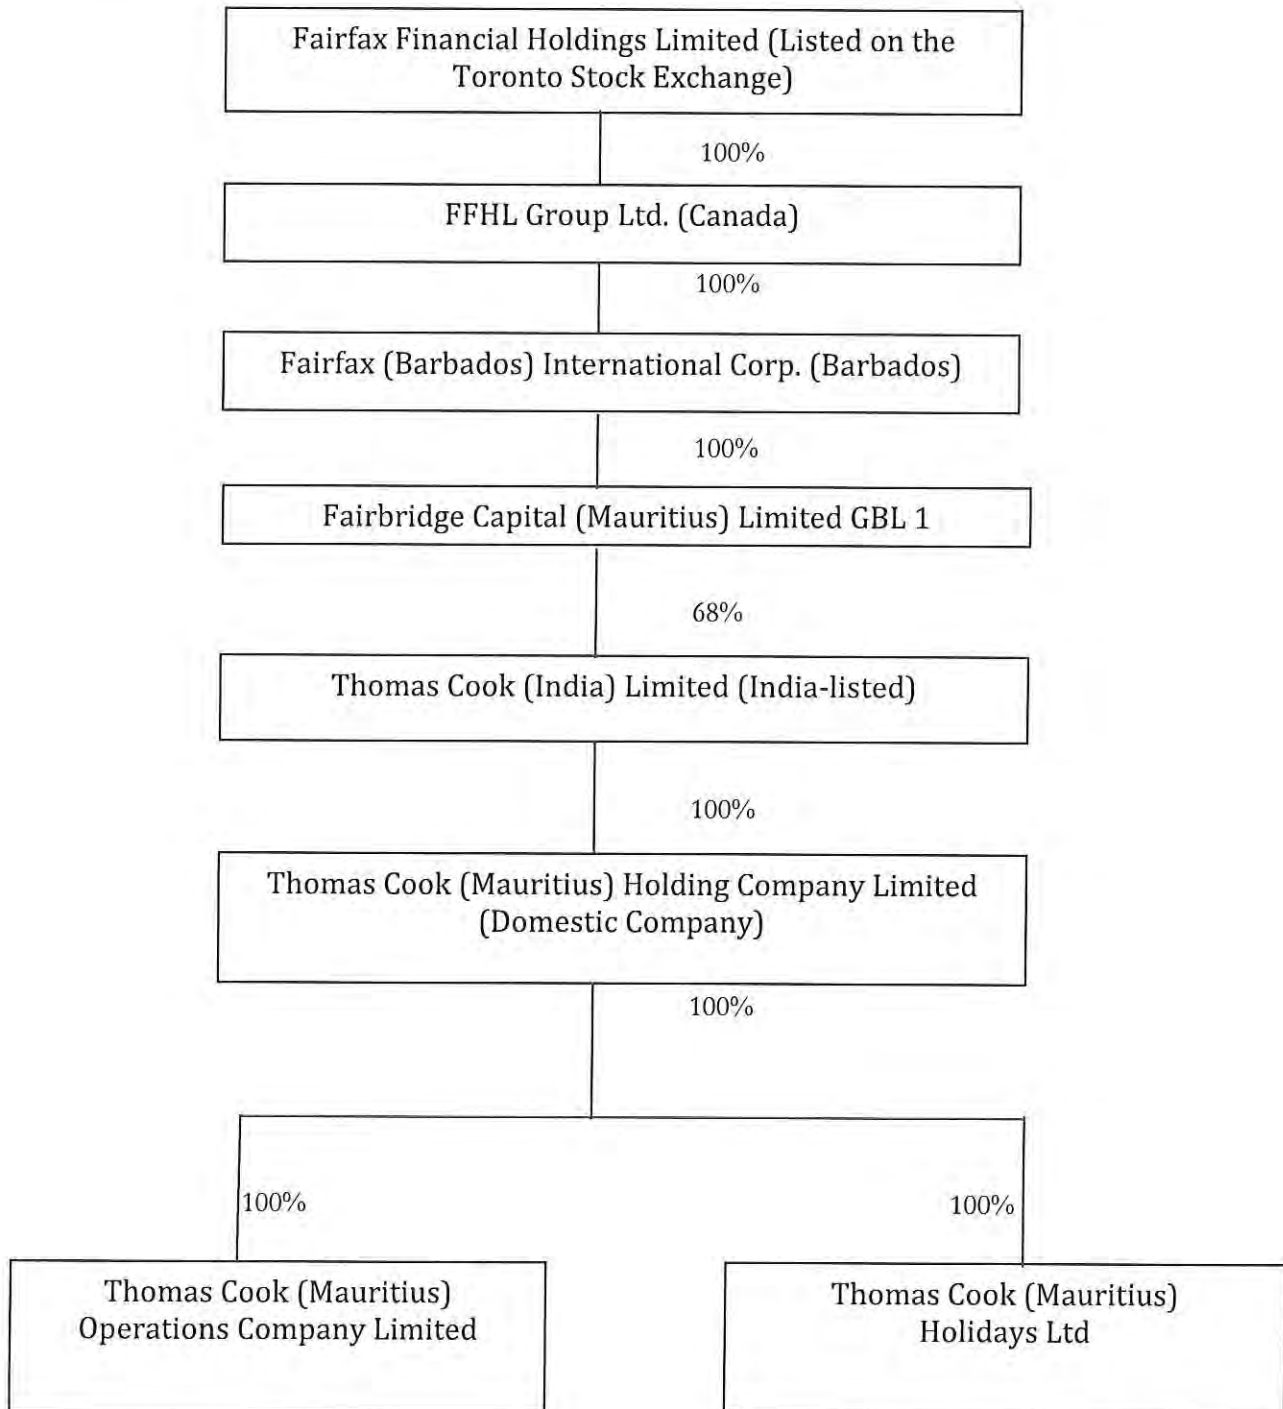 Fairfax Financial Holdings Limited (Listed on the
Toronto Stock Exchange)
100%
FFHL Group Ltd. (Canada)
100%
Fairfax (Barbados) International Corp. (Barbados)
100%
Fairbridge Capital (Mauritius) Limited GBL 1
68%
Thomas Cook (India) Limited (India-listed)
100%
Thomas Cook (Mauritius) Holding Company Limited
(Domestic Company)
100%
100%
100%
Thomas Cook (Mauritius)
Operations Company Limited
Thomas Cook (Mauritius)
Holidays Ltd